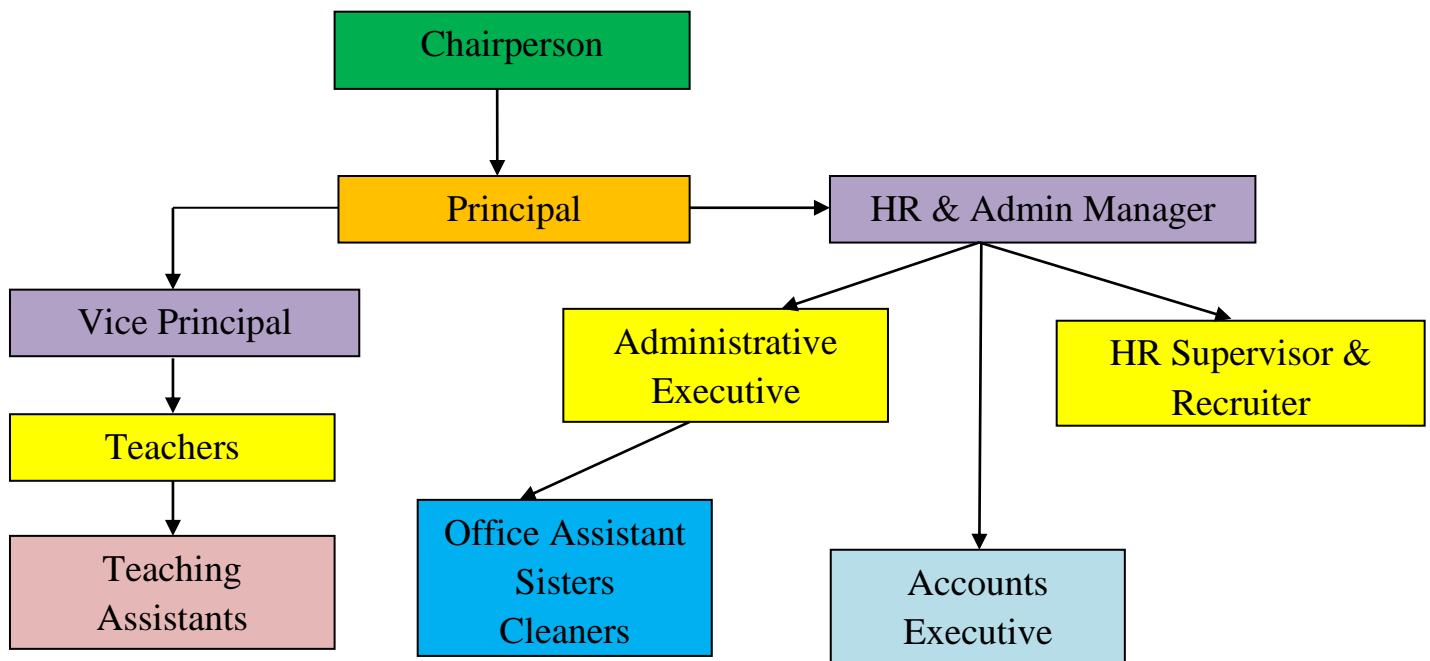 Chairperson
Principal
HR & Admin Manager
Vice Principal
Administrative
Executive
HR Supervisor &
Recruiter
Teachers
Office Assistant
Sisters
Cleaners
Teaching
Assistants
Accounts
Executive